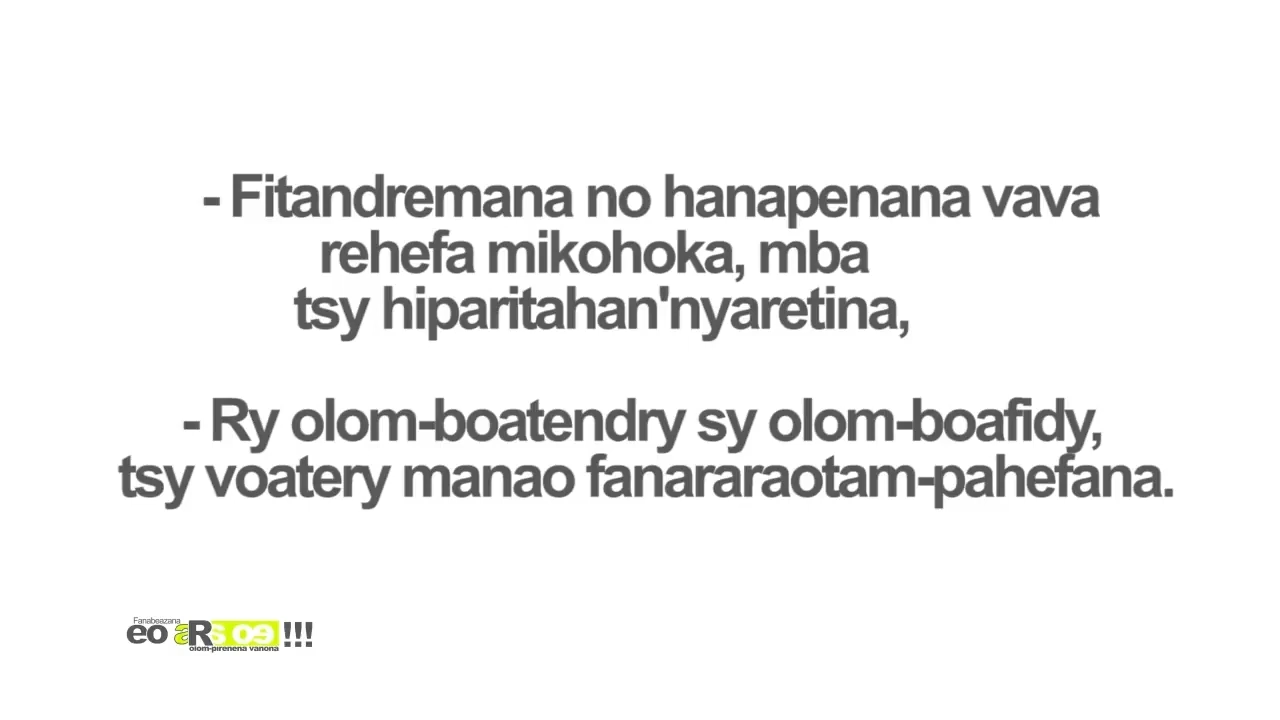 - Fitandremana no hanapenana vava
rehefa mikohoka, mba
tsy hiparitahan'nyaretina,
- Ry olom-boatendry sy olom-boafidy,
tsy voatery manao fanararaotam-pahefana.
Fanabeazana
eo aRs oe !!!
olom-pirenena vanona